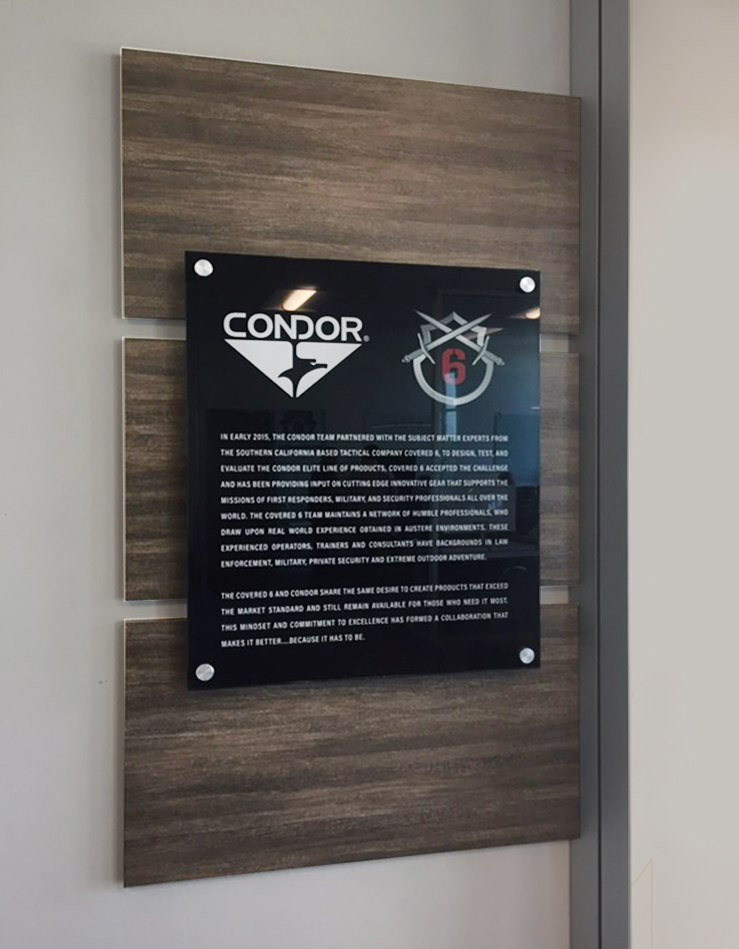 CONDOR®
6
IN EARLY 2015, THE CONDOR TEAM PARTNERED WITH THE SUBJECT MATTER EXPERTS FROM
THE SOUTHERN CALIFORNIA BASED TACTICAL COMPANY COVERED 6, TO DESIGN, TEST, AND
EVALUATE THE CONDOR ELITE LINE OF PRODUCTS, COVERED 6 ACCEPTED THE CHALLENGE
AND HAS BEEN PROVIDING INPUT ON CUTTING EDGE INNOVATIVE GEAR THAT SUPPORTS THE
MISSIONS OF FIRST RESPONDERS, MILITARY, AND SECURITY PROFESSIONALS ALL OVER THE
WORLD. THE COVERED 6 TEAM MAINTAINS A NETWORK OF HUMBLE PROFESSIONALS, WHO
DRAW UPON REAL WORLD EXPERIENCE OBTAINED IN AUSTERE ENVIRONMENTS. THESE
EXPERIENCED OPERATORS, TRAINERS AND CONSULTANTS HAVE BACKGROUNDS IN LAW
ENFORCEMENT, MILITARY, PRIVATE SECURITY AND EXTREME OUTDOOR ADVENTURE.
THE COVERED 6 AND CONDOR SHARE THE SAME DESIRE TO CREATE PRODUCTS THAT EXCEED
THE MARKET STANDARD AND STILL REMAIN AVAILABLE FOR THOSE WHO NEED IT MOST.
THIS MINDSET AND COMMITMENT TO EXCELLENCE HAS FORMED A COLLABORATION THAT
MAKES IT BETTER....BECAUSE IT HAS TO BE.